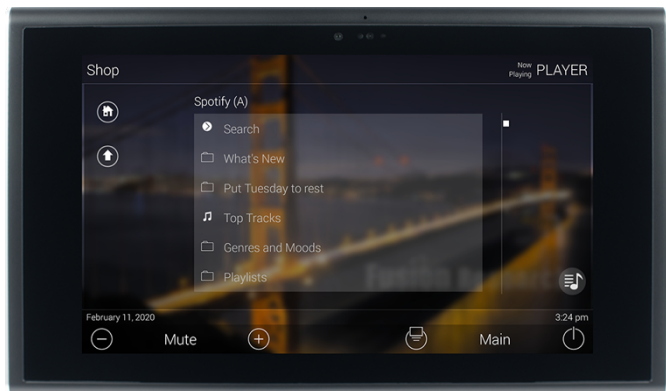 Shop
Now
Playing PLAYER
Spotify (A)
Search
What's New
Put Tuesday to rest
Top Tracks
Genres and Moods
Playlists
February 11, 2020
3:24 pm
Mute
Main